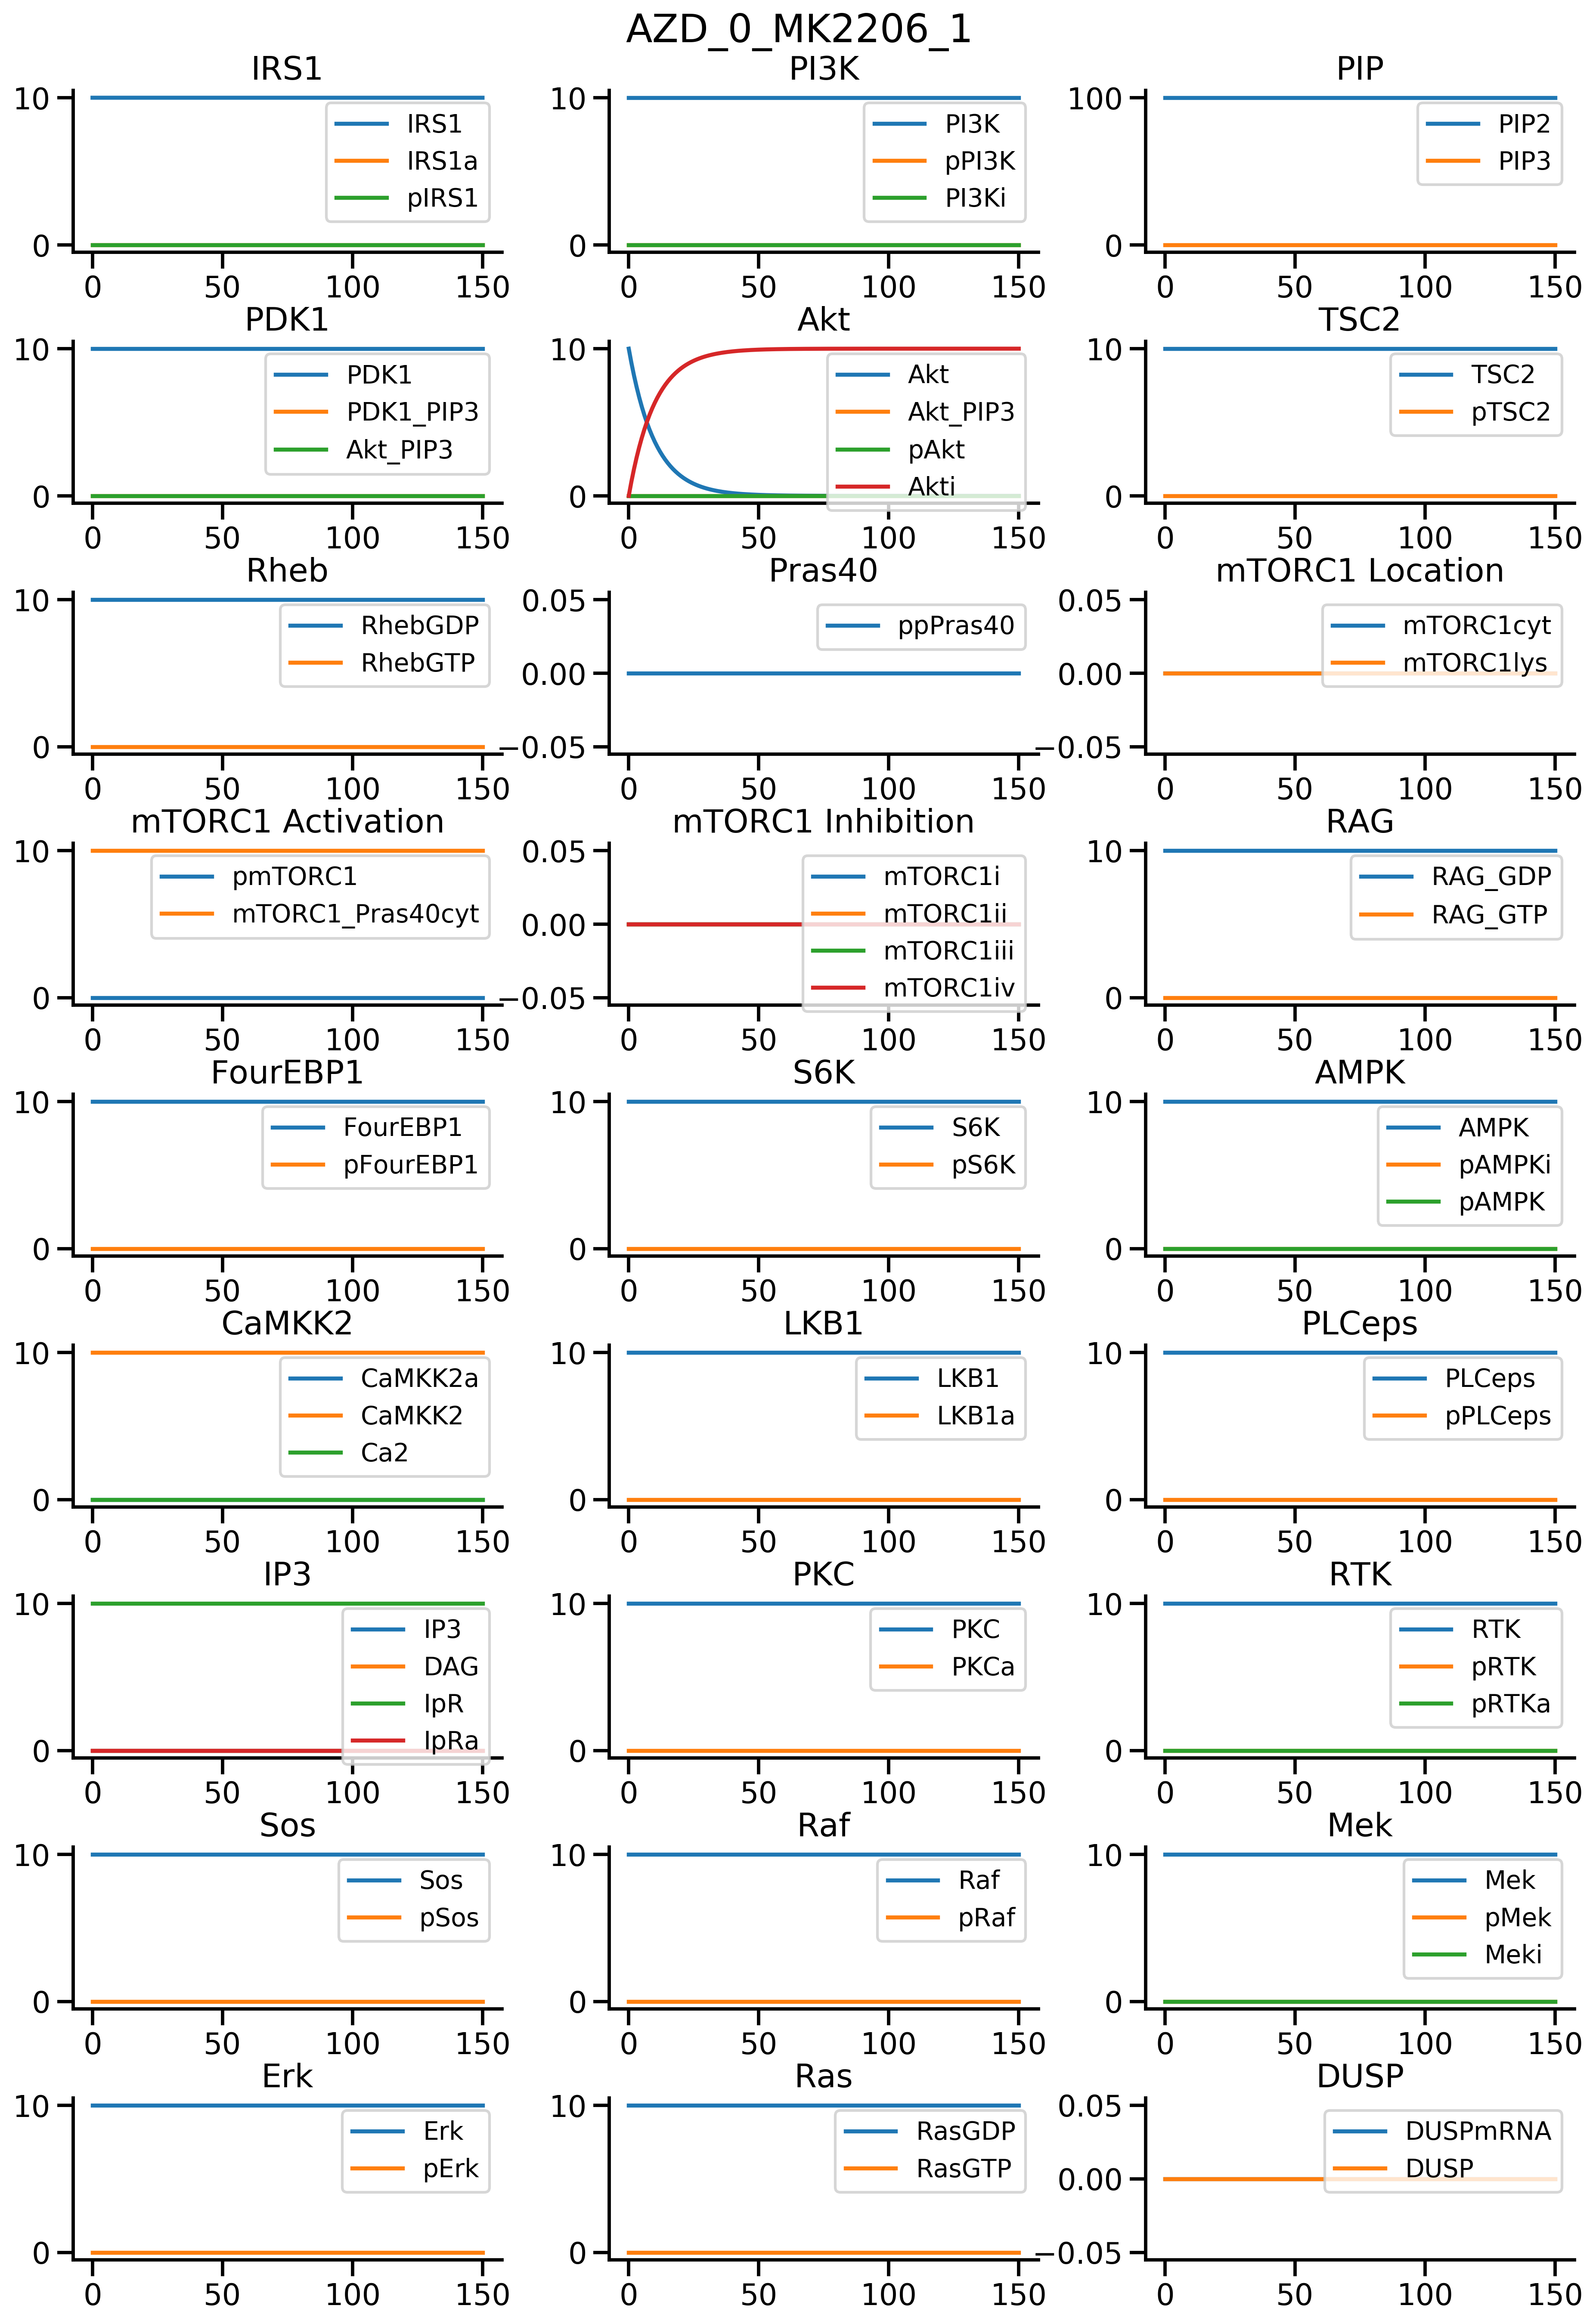 AZD_0_MK2206_1
IRS1
10
0
IRS1
IRS1a
pIRS1
0 50 100 150
PI3K
10
0
PI3K
pPI3K
PI3Ki
0 50 100 150
PIP
100
0
PIP2
PIP3
0 50 100 150
PDK1
10
0
PDK1
PDK1_PIP3
Akt_PIP3
0 50 100 150
Akt
10
0
Akt
Akt_PIP3
pAkt
Akti
0 50 100 150
TSC2
10
0
TSC2
pTSC2
0 50 100 150
Rheb
10
0
RhebGDP
RhebGTP
0 50 100 150
Pras40
0.05
0.00
−0.05
ppPras40
0 50 100 150
mTORC1 Location
0.05
0.00
−0.05
mTORC1cyt
mTORC1lys
0 50 100 150
mTORC1 Activation
10
0
pmTORC1
mTORC1_Pras40cyt
0 50 100 150
mTORC1 Inhibition
0.05
0.00
−0.05
mTORC1i
mTORC1ii
mTORC1iii
mTORC1iv
0 50 100 150
RAG
10
0
RAG_GDP
RAG_GTP
0 50 100 150
FourEBP1
10
0
FourEBP1
pFourEBP1
0 50 100 150
S6K
10
0
S6K
pS6K
0 50 100 150
AMPK
10
0
AMPK
pAMPKi
pAMPK
0 50 100 150
CaMKK2
10
0
CaMKK2a
CaMKK2
Ca2
0 50 100 150
LKB1
10
0
LKB1
LKB1a
0 50 100 150
PLCeps
10
0
PLCeps
pPLCeps
0 50 100 150
IP3
10
0
IP3
DAG
IpR
IpRa
0 50 100 150
PKC
10
0
PKC
PKCa
0 50 100 150
RTK
10
0
RTK
pRTK
pRTKa
0 50 100 150
Sos
10
0
Sos
pSos
0 50 100 150
Raf
10
0
Raf
pRaf
0 50 100 150
Mek
10
0
Mek
pMek
Meki
0 50 100 150
Erk
10
0
Erk
pErk
0 50 100 150
Ras
10
0
RasGDP
RasGTP
0 50 100 150
DUSP
0.05
0.00
−0.05
DUSPmRNA
DUSP
0 50 100 150